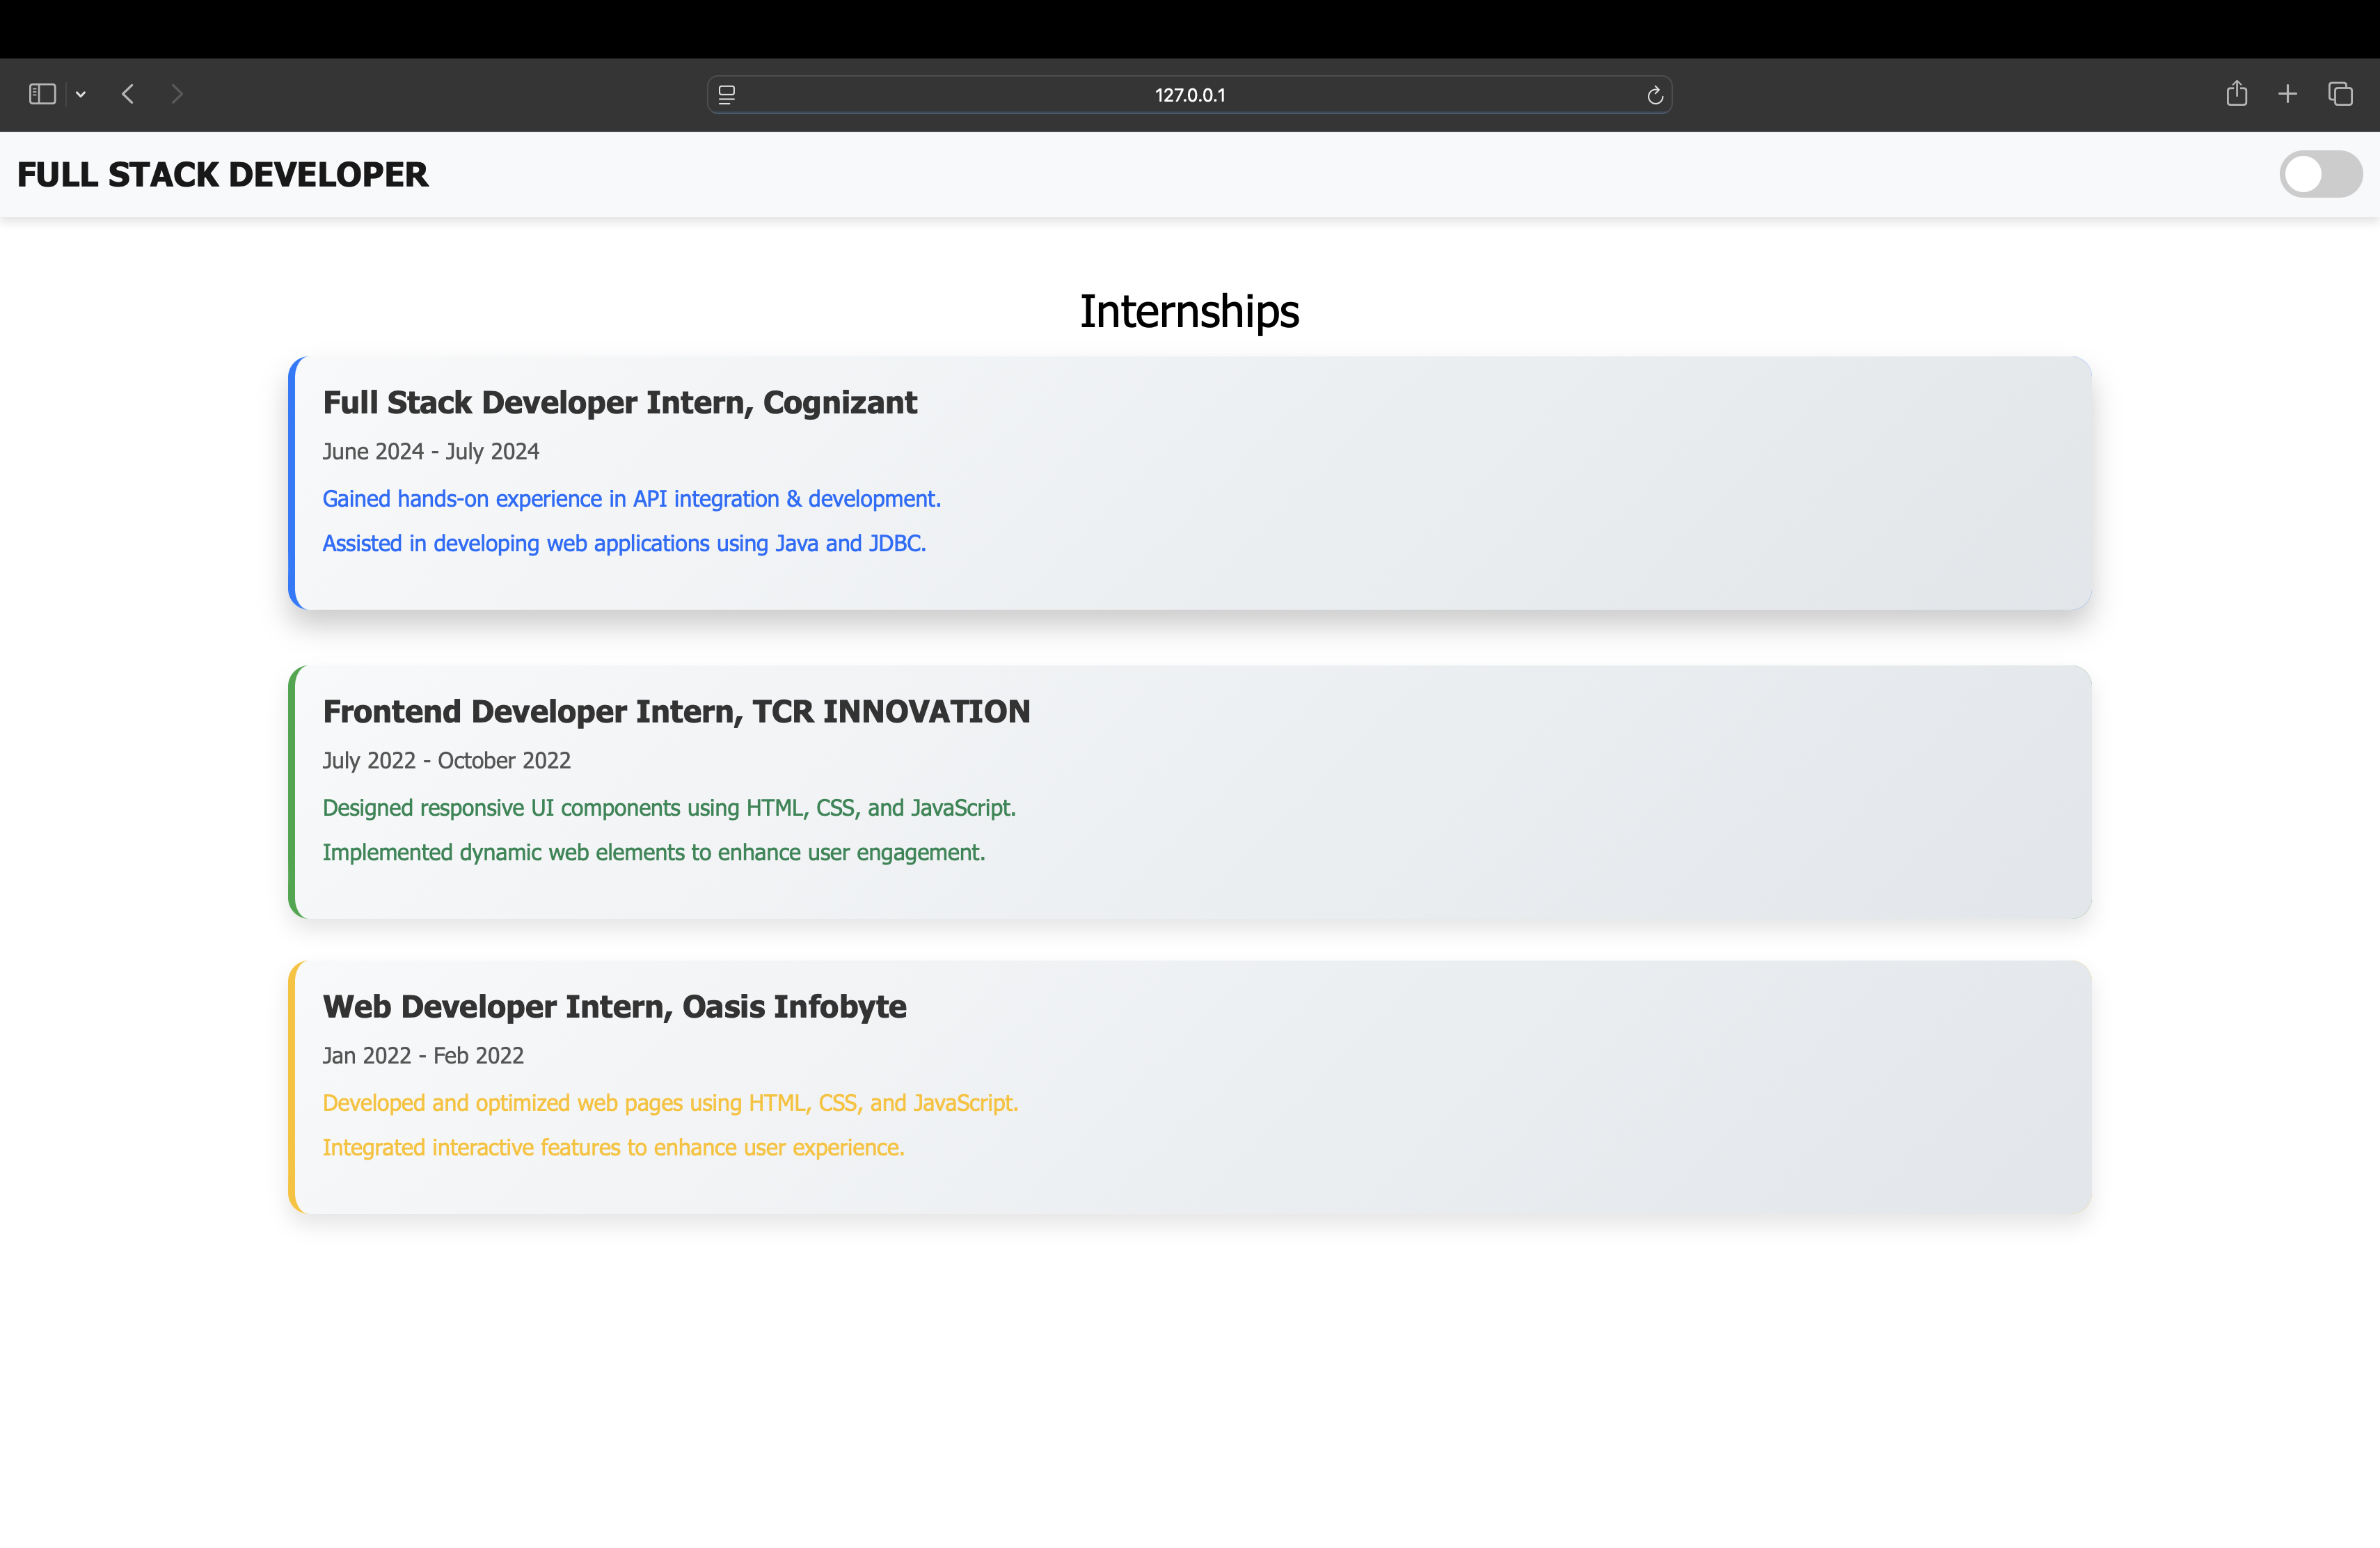 127.0.0.1
FULL STACK DEVELOPER
Internships
Full Stack Developer Intern, Cognizant
June 2024 - July 2024
Gained hands-on experience in API integration & development.
Assisted in developing web applications using Java and JDBC.
Frontend Developer Intern, TCR INNOVATION
July 2022 - October 2022
Designed responsive UI components using HTML, CSS, and JavaScript.
Implemented dynamic web elements to enhance user engagement.
Web Developer Intern, Oasis Infobyte
Jan 2022 - Feb 2022
Developed and optimized web pages using HTML, CSS, and JavaScript.
Integrated interactive features to enhance user experience.